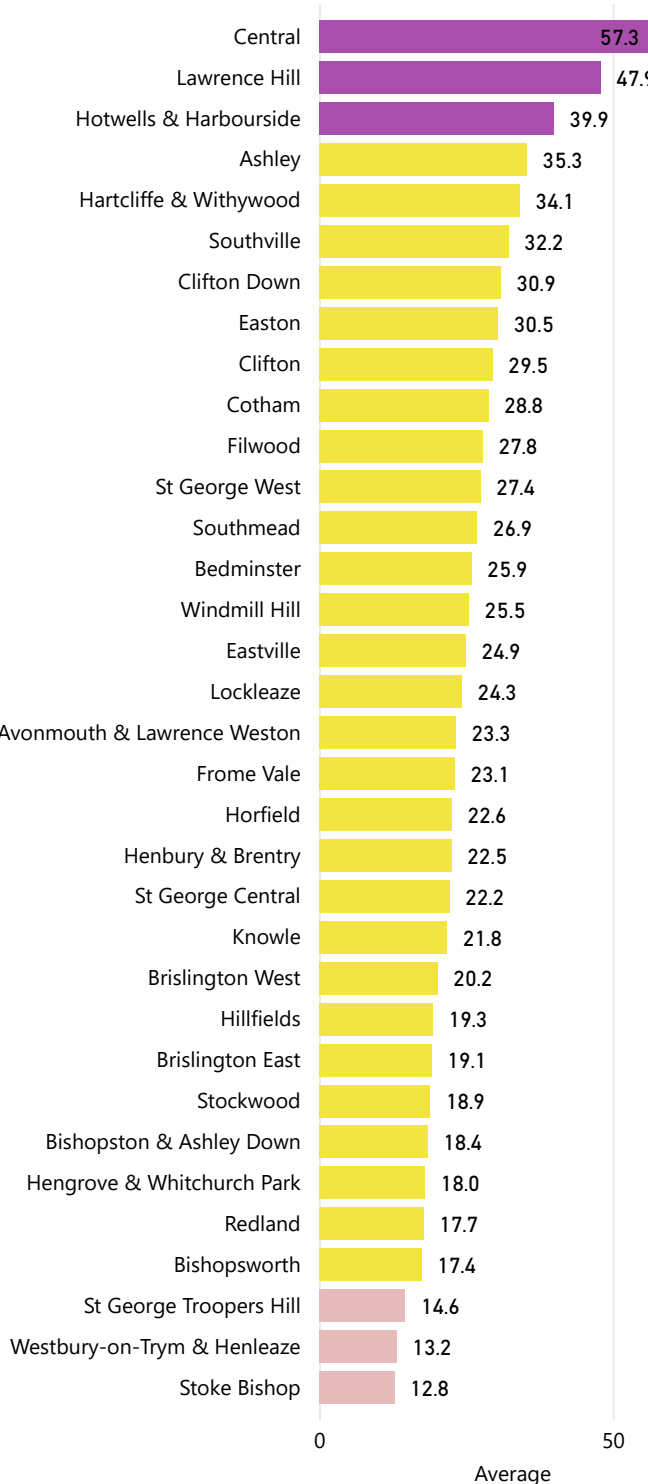 Central 57.3
Lawrence Hill 47.9
Hotwells & Harbourside 39.9
Ashley 35.3
Hartcliffe & Withywood 34.1
Southville 32.2
Clifton Down 30.9
Easton 30.5
Clifton 29.5
Cotham 28.8
Filwood 27.8
St George West 27.4
Southmead 26.9
Bedminster 25.9
Windmill Hill 25.5
Eastville 24.9
Lockleaze 24.3
Avonmouth & Lawrence Weston 23.3
Frome Vale 23.1
Horfield 22.6
Henbury & Brentry 22.5
St George Central 22.2
Knowle 21.8
Brislington West 20.2
Hillfields 19.3
Brislington East 19.1
Stockwood 18.9
Bishopston & Ashley Down 18.4
Hengrove & Whitchurch Park 18.0
Redland 17.7
Bishopsworth 17.4
St George Troopers Hill 14.6
Westbury-on-Trym & Henleaze 13.2
Stoke Bishop 12.8
0 50
Average